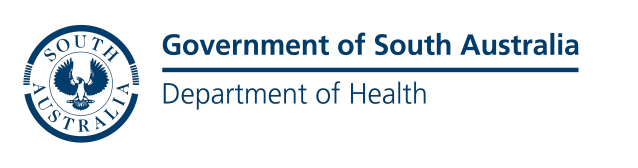 SOUTH
AUSTRALIA
Government of South Australia
Department of Health